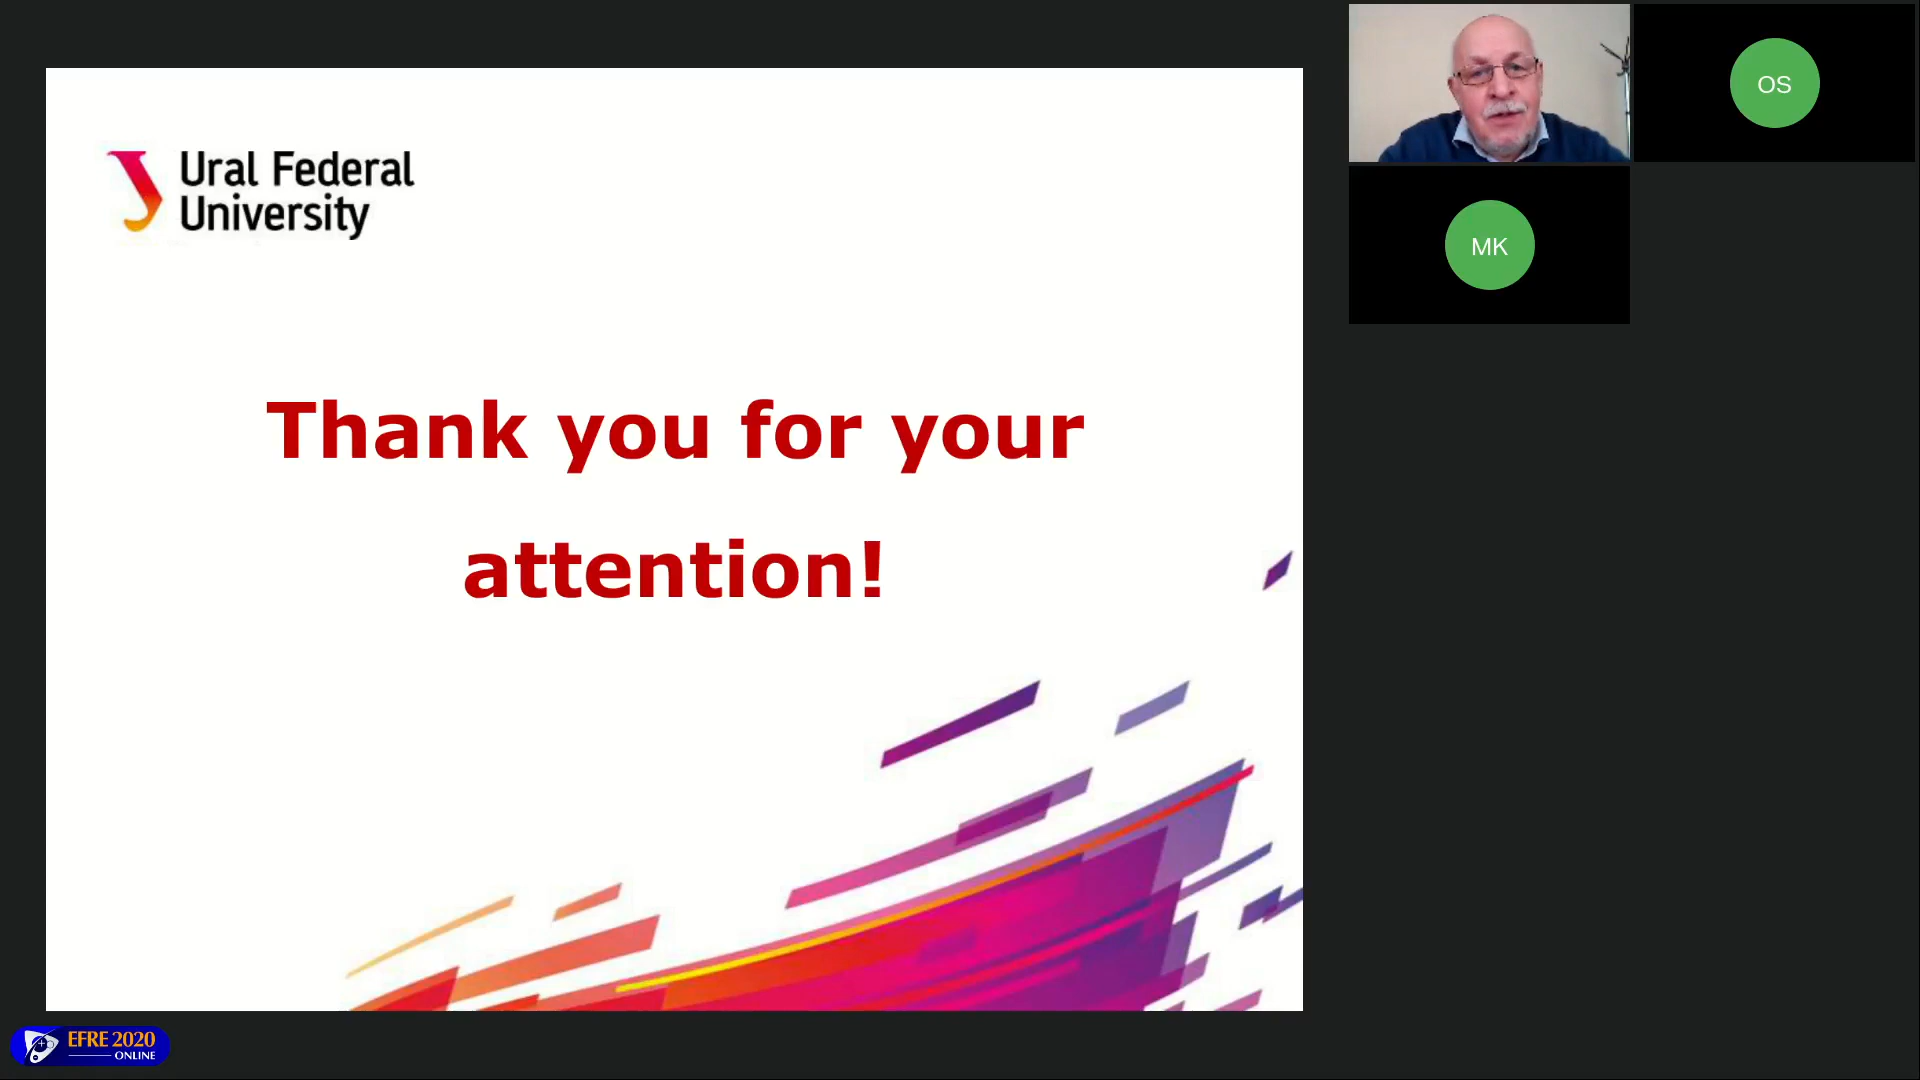 Ural Federal
University
Thank you for your
attention!
OS
MK
EFRE 2020
ONLINE